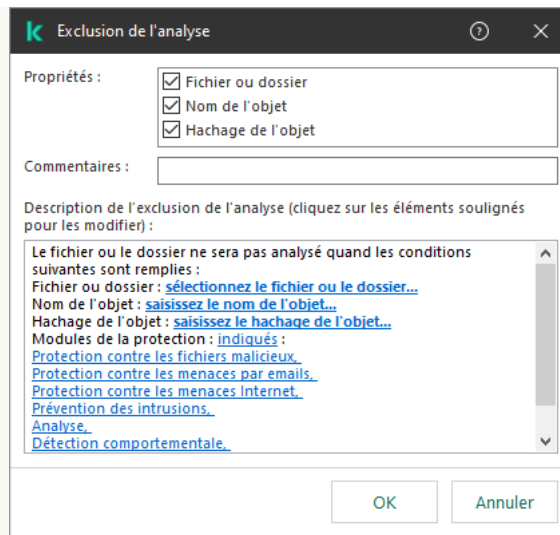 Exclusion de l'analyse
Propriétés :
Fichier ou dossier
Nom de l'objet
Hachage de l'objet
Commentaires :
Description de l'exclusion de l'analyse (cliquez sur les éléments soulignés
pour les modifier) :
Le fichier ou le dossier ne sera pas analysé quand les conditions
suivantes sont remplies :
Fichier ou dossier : sélectionnez le fichier ou le dossier...
Nom de l'objet : saisissez le nom de l'objet...
Hachage de l'objet : saisissez le hachage de l'objet...
Modules de la protection : indiqués :
Protection contre les fichiers malicieux,
Protection contre les menaces par emails,
Protection contre les menaces Internet,
Prévention des intrusions,
Analyse,
Détection comportementale,
OK
Annuler